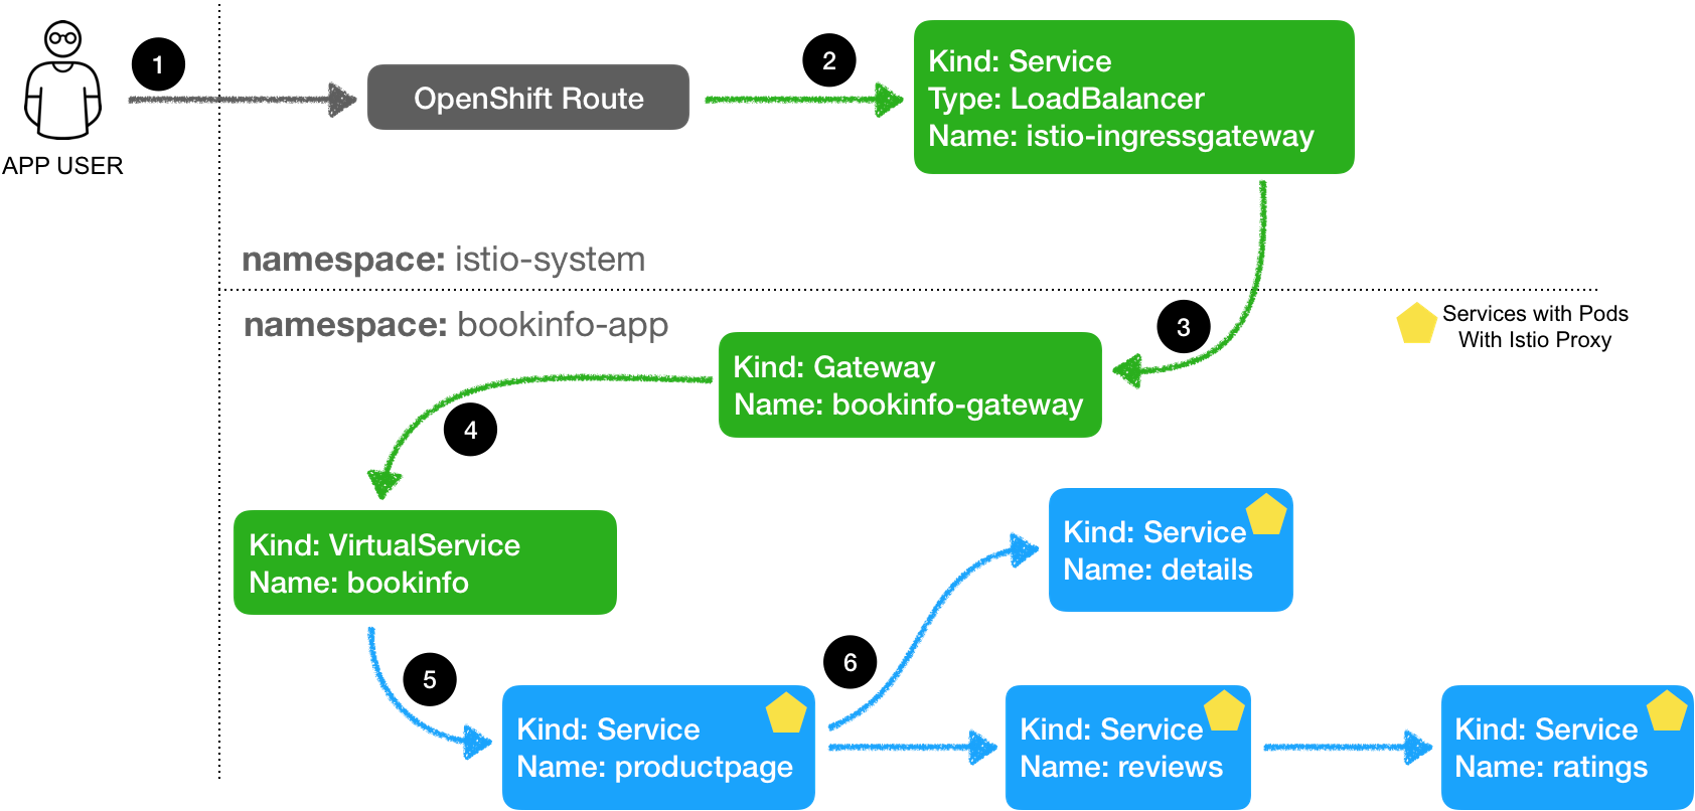 1
2
OpenShift Route
Kind: Service
Type: LoadBalancer
Name: istio-ingressgateway
APP USER
namespace: istio-system
namespace: bookinfo-app
3
Services with Pods
With Istio Proxy
Kind: Gateway
Name: bookinfo-gateway
4
Kind: VirtualService
Name: bookinfo
Kind: Service
Name: details
5
6
Kind: Service
Name: productpage
Kind: Service
Name: reviews
Kind: Service
Name: ratings